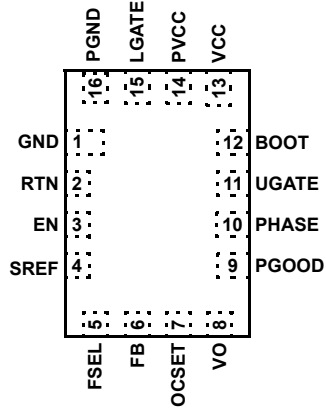 PGND LGATE PVCC VCC
16 15 14 13
GND 1 12 BOOT
RTN 2 11 UGATE
EN 3 10 PHASE
SREF 4 9 PGOOD
5 6 7 8
FSEL FB OCSET VO